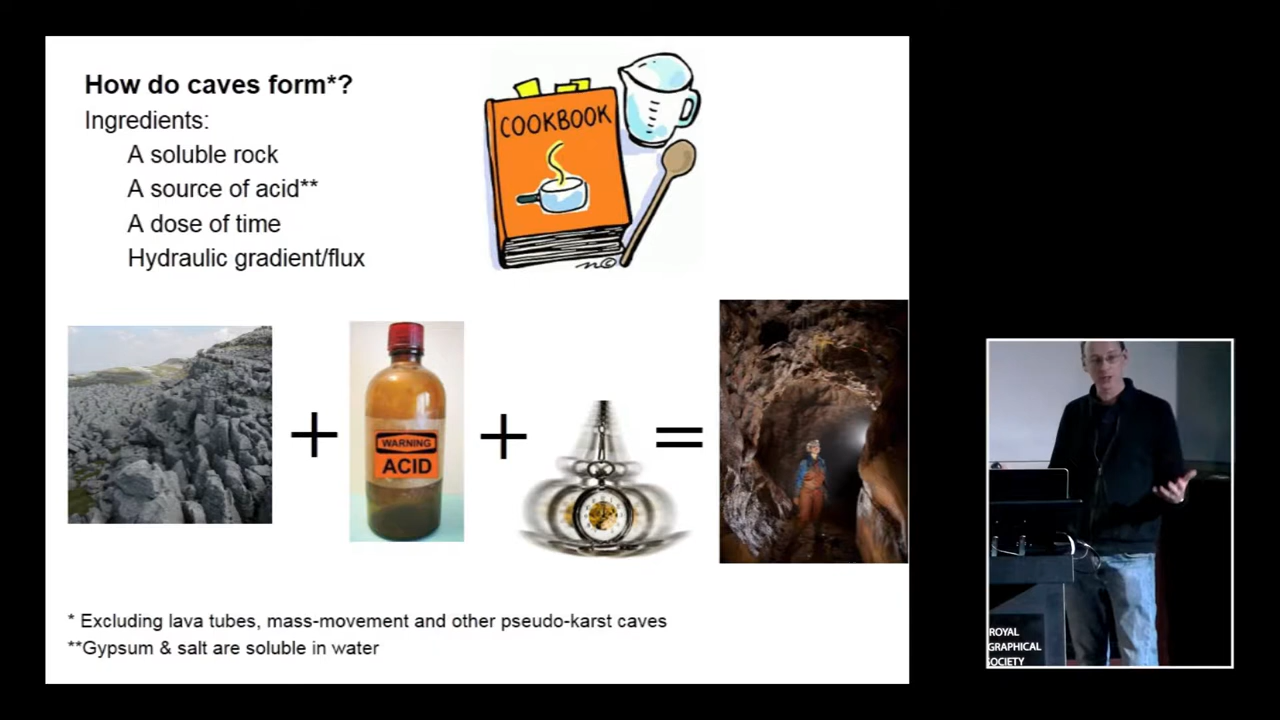 How do caves form*?
Ingredients:
A soluble rock
A source of acid**
A dose of time
Hydraulic gradient/flux
COOKBOOK
WARNING
ACID
* Excluding lava tubes, mass-movement and other pseudo-karst caves
**Gypsum & salt are soluble in water
ROYAL
GRAPHICAL
SOCIETY